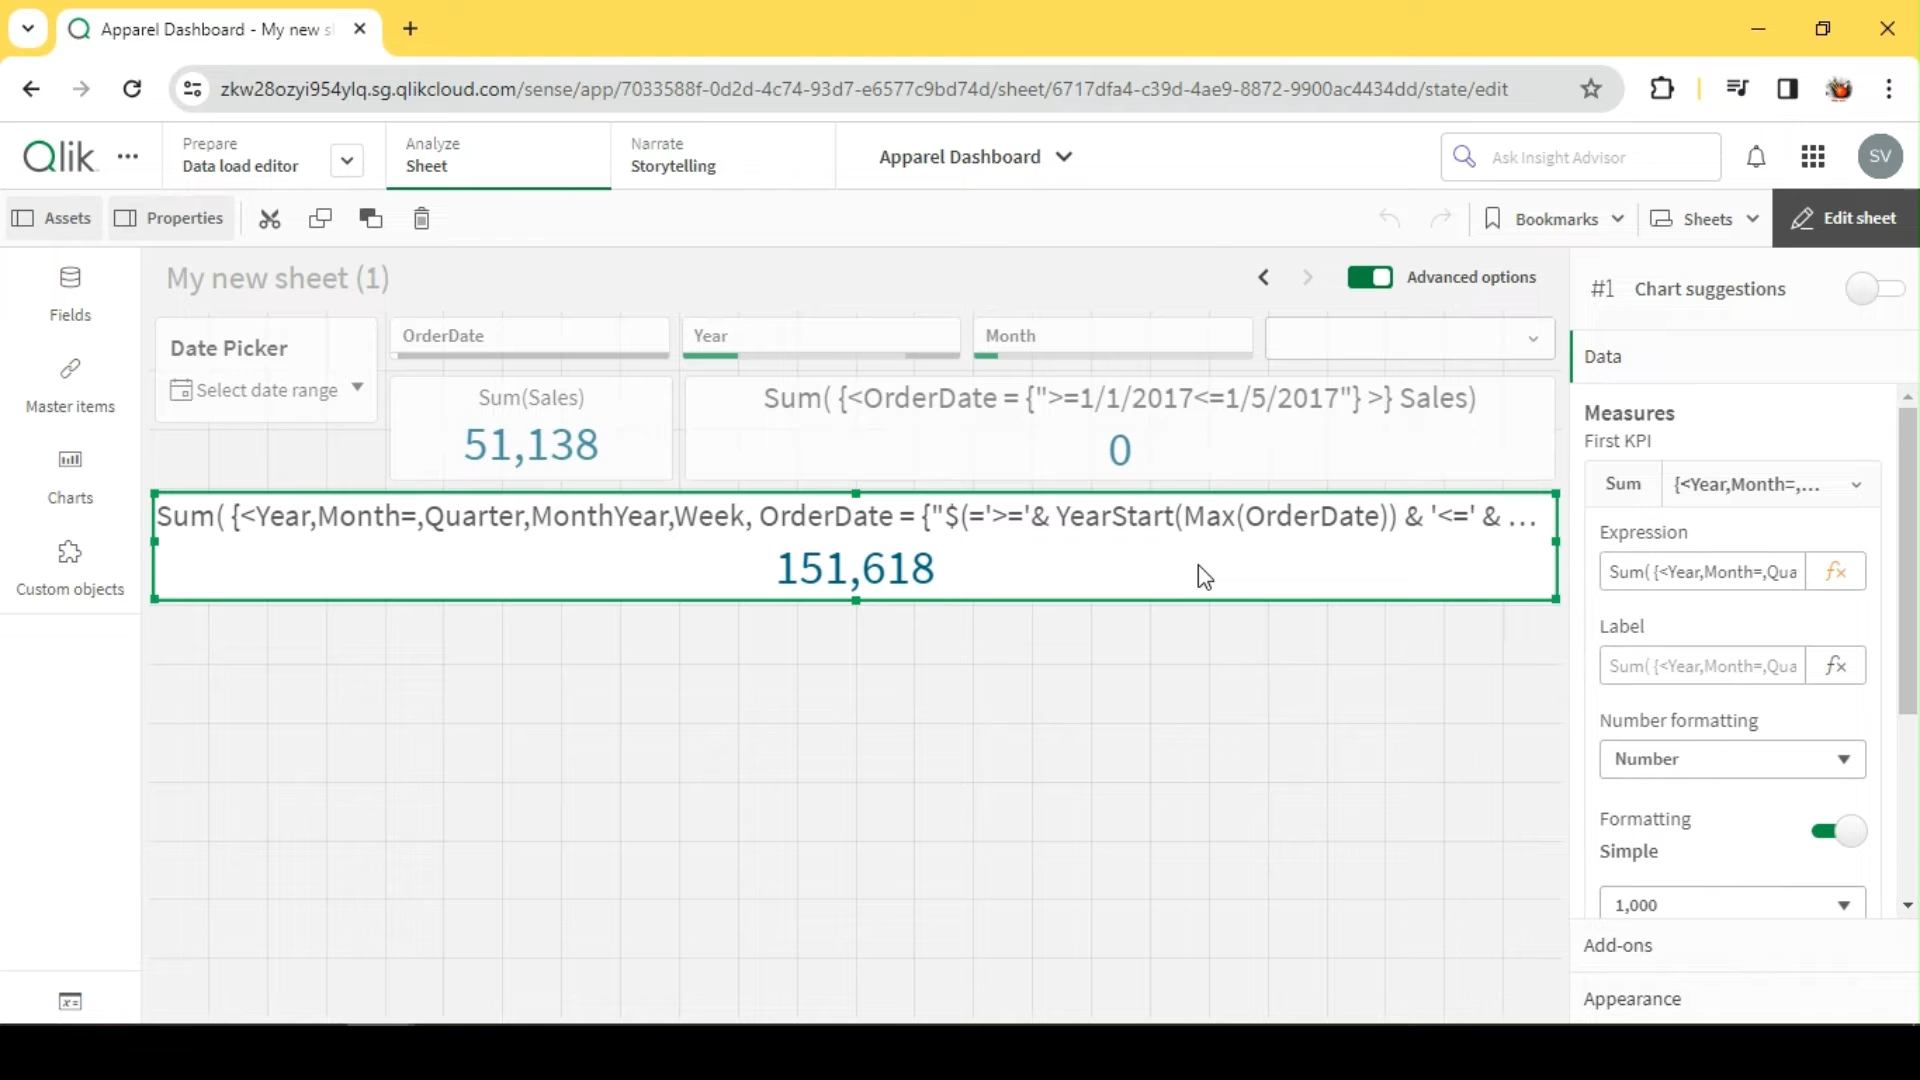 Apparel Dashboard - My new s
zkw28ozyi954ylq.sg.qlikcloud.com/sense/app/7033588f-0d2d-4c74-93d7-e6577c9bd74d/sheet/6717dfa4-c39d-4ae9-8872-9900ac4434dd/state/edit
Qlik
Prepare
Data load editor
Analyze
Sheet
Narrate
Storytelling
Apparel Dashboard
Ask Insight Advisor
SV
Assets
Properties
Bookmarks
Sheets
Edit sheet
Fields
Master items
Charts
Custom objects
My new sheet (1)
Advanced options
Date Picker
Select date range
OrderDate
Year
Month
Sum(Sales)
51,138
Sum( {<OrderDate = {">=1/1/2017<=1/5/2017"} >} Sales)
0
Sum( {<Year,Month=,Quarter,MonthYear,Week, OrderDate = {"$(='>='& YearStart(Max(OrderDate)) & '<=' & ...
151,618
#1 Chart suggestions
Data
Measures
First KPI
Sum {<Year,Month=,...
Expression
Sum( {<Year,Month=,Qua
fx
Label
Sum( {<Year,Month=,Qua
fx
Number formatting
Number
Formatting
Simple
1,000
Add-ons
Appearance
x=